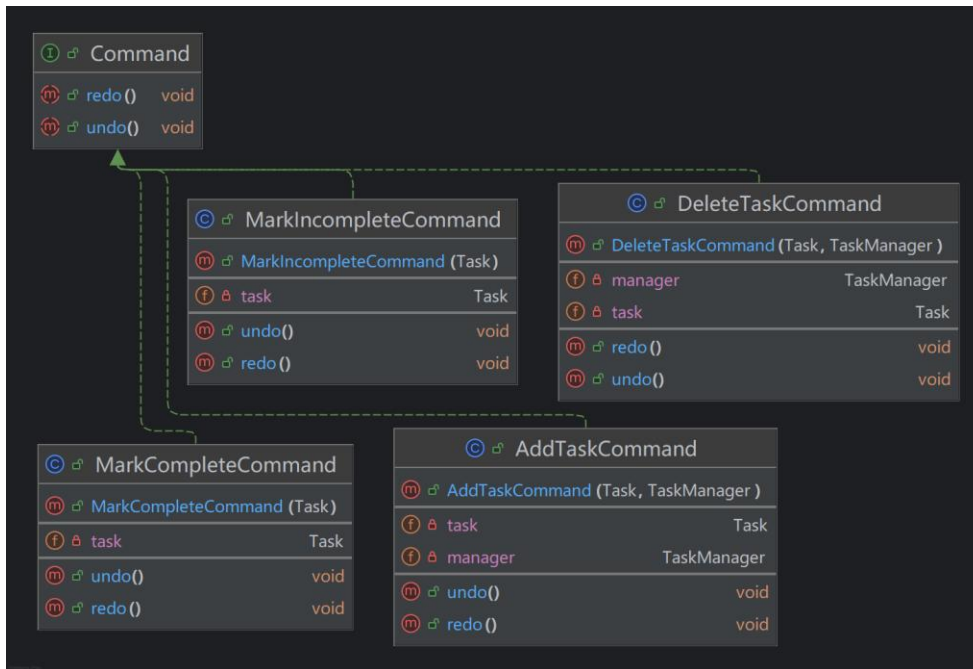 Command
redo() void
undo() void
MarkIncompleteCommand
MarkIncompleteCommand (Task)
task Task
undo() void
redo() void
DeleteTaskCommand
DeleteTaskCommand (Task, TaskManager )
manager TaskManager
task Task
redo() void
undo() void
MarkCompleteCommand
MarkCompleteCommand (Task)
task Task
undo() void
redo() void
AddTaskCommand
AddTaskCommand (Task, TaskManager )
task Task
manager TaskManager
undo() void
redo() void